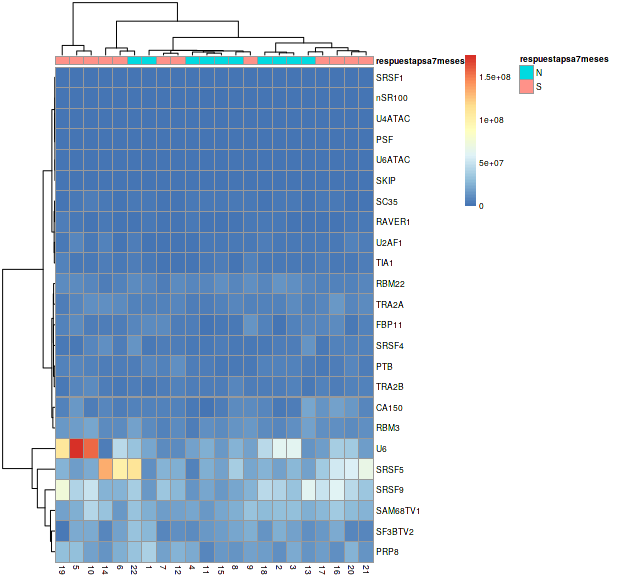 respuestapsa7meses
SRSF1
nSR100
U4ATAC
PSF
U6ATAC
SKIP
SC35
RAVER1
U2AF1
TIA1
RBM22
TRA2A
FBP11
SRSF4
PTB
TRA2B
CA150
RBM3
U6
SRSF5
SRSF9
SAM68TV1
SF3BTV2
PRP8
19 5 10 14 6 22 1 7 12 4 11 15 8 9 18 2 3 13 17 16 20 21
1.5e+08
1e+08
5e+07
0
respuestapsa7meses
N
S